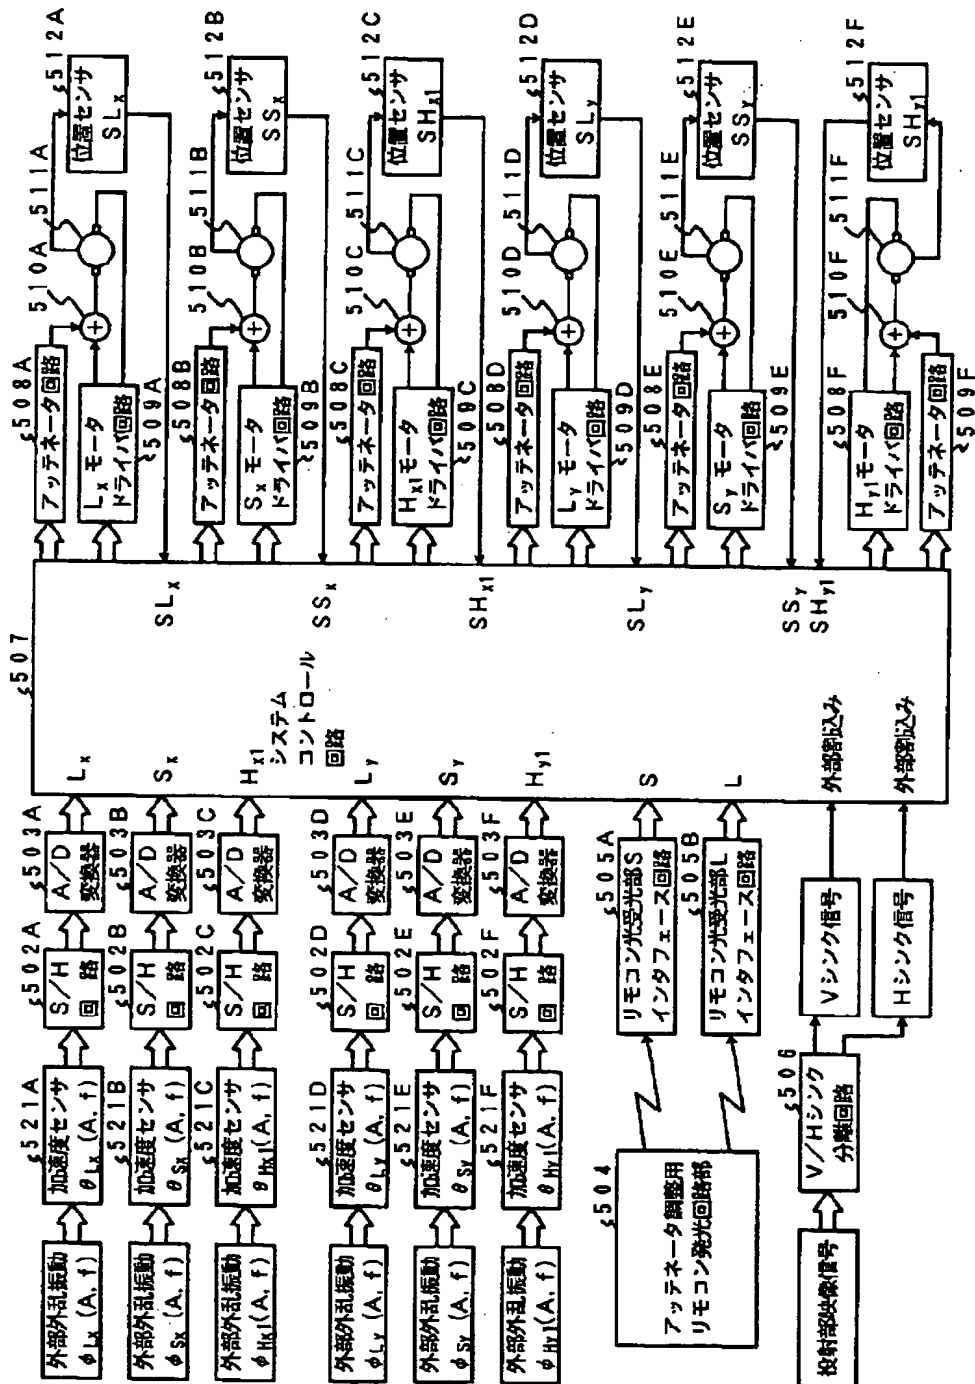 外部外乱振動
φLx (A, f)
外部外乱振動
φSx (A, f)
外部外乱振動
φHx1 (A, f)
外部外乱振動
φLy (A, f)
外部外乱振動
φSy (A, f)
外部外乱振動
φHy1 (A, f)
521A
加速度センサ
θLx (A, f)
521B
加速度センサ
θSx (A, f)
521C
加速度センサ
θHx1 (A, f)
521D
加速度センサ
θLy (A, f)
521E
加速度センサ
θSy (A, f)
521F
加速度センサ
θHy1 (A, f)
502A
S/H
回 路
502B
S/H
回 路
502C
S/H
回 路
502D
S/H
回 路
502E
S/H
回 路
502F
S/H
回 路
503A
A/D
変換器
503B
A/D
変換器
503C
A/D
変換器
503D
A/D
変換器
503E
A/D
変換器
503F
A/D
変換器
504
アッテネータ調整用
リモコン発光回路部
505A
リモコン光受光部S
インタフェース回路
505B
リモコン光受光部L
インタフェース回路
投射部映像信号
506
V/Hシンク
分離回路
Vシンク信号
Hシンク信号
507
Lx
Sx
Hx1
システム
コントロール
回路
Ly
Sy
Hy1
S
L
外部割込み
外部割込み
SLx
SSx
SHx1
SLy
SSy
SHy1
508A
アッテネータ回路
Lx モータ
ドライバ回路
509A
510A
511A
512A
位置センサ
SLx
508B
アッテネータ回路
Sx モータ
ドライバ回路
509B
510B
511B
512B
位置センサ
SSx
508C
アッテネータ回路
Hx1 モータ
ドライバ回路
509C
510C
511C
512C
位置センサ
SHx1
508D
アッテネータ回路
Ly モータ
ドライバ回路
509D
510D
511D
512D
位置センサ
SLy
508E
アッテネータ回路
Sy モータ
ドライバ回路
509E
510E
511E
512E
位置センサ
SSy
508F
Hy1 モータ
ドライバ回路
アッテネータ回路
509F
510F
511F
512F
位置センサ
SHy1